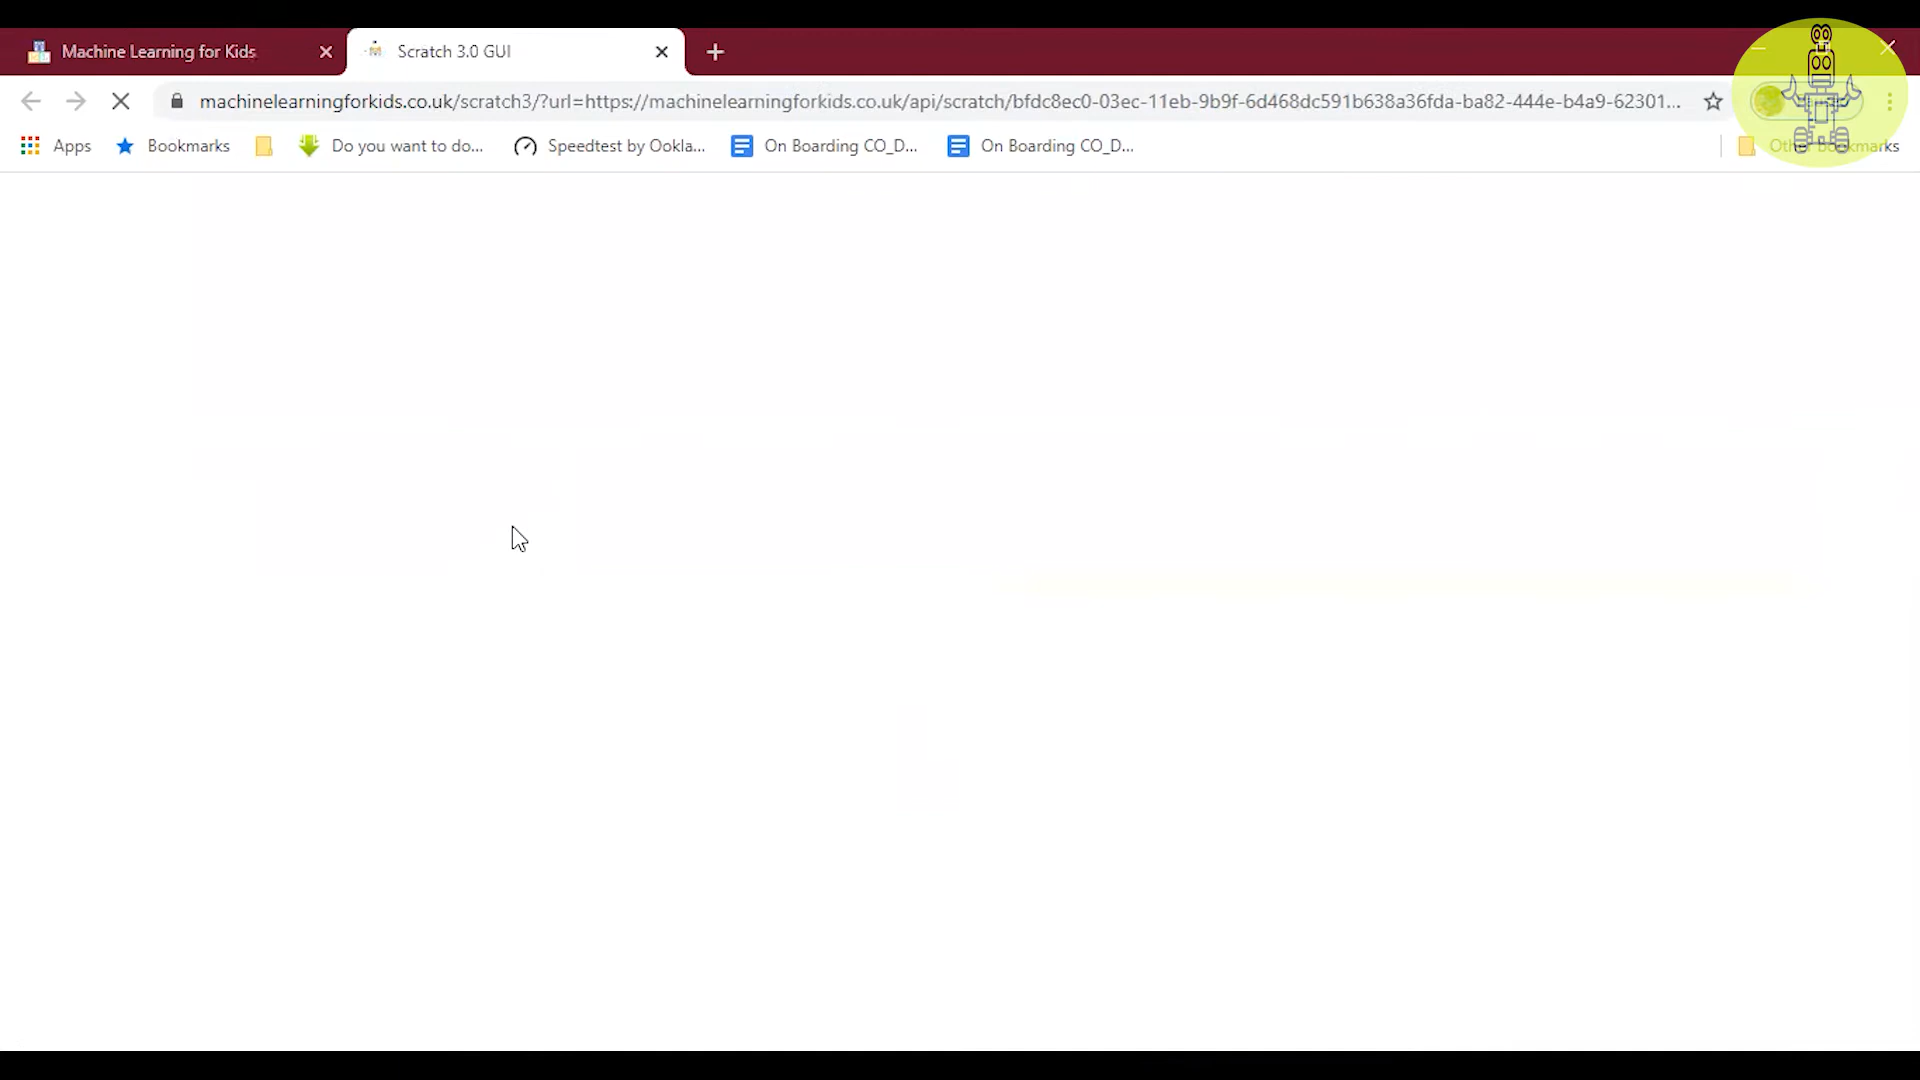 Machine Learning for Kids
Scratch 3.0 GUI
machinelearningforkids.co.uk/scratch3/?url=https://machinelearningforkids.co.uk/api/scratch/bfdc8ec0-03ec-11eb-9b9f-6d468dc591b638a36fda-ba82-444e-b4a9-62301...
Apps Bookmarks Do you want to do... Speedtest by Ookla... On Boarding CO_D... On Boarding CO_D... Other bookmarks